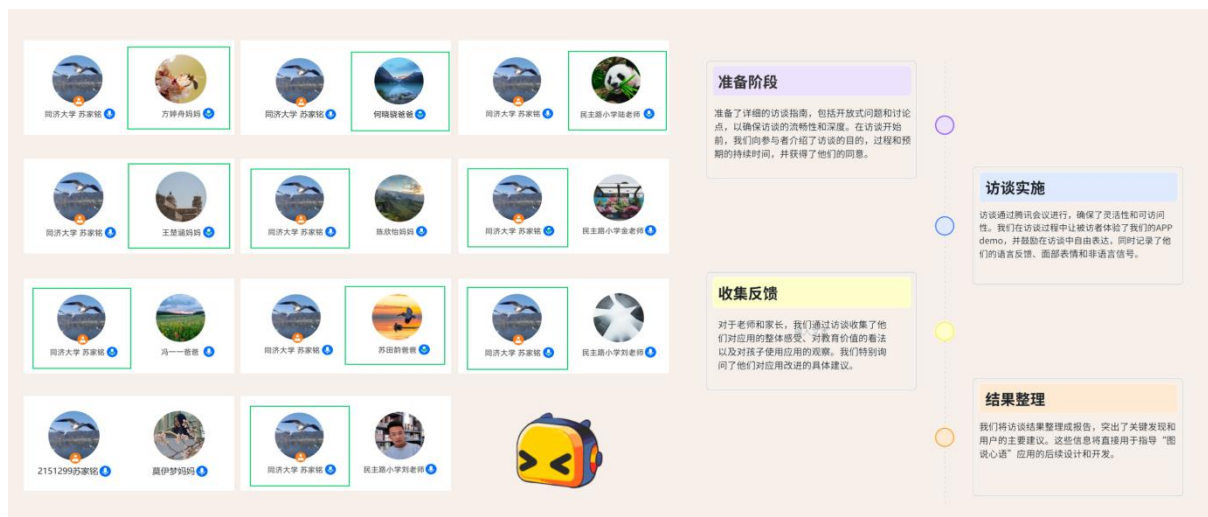 同济大学 苏家铭
方婷舟妈妈
同济大学 苏家铭
何晓骁爸爸
同济大学 苏家铭
民主路小学陆老师
同济大学 苏家铭
王楚涵妈妈
同济大学 苏家铭
陈欣怡妈妈
同济大学 苏家铭
民主路小学金老师
同济大学 苏家铭
冯一一爸爸
同济大学 苏家铭
苏田韵爸爸
同济大学 苏家铭
民主路小学刘老师
2151299苏家铭
莫伊梦妈妈
同济大学 苏家铭
民主路小学刘老师
准备阶段
准备了详细的访谈指南，包括开放式问题和讨论
点，以确保访谈的流畅性和深度。在访谈开始
前，我们向参与者介绍了访谈的目的，过程和预
期的持续时间，并获得了他们的同意。
访谈实施
访谈通过腾讯会议进行，确保了灵活性和可访问
性。我们在访谈过程中让被访者体验了我们的APP
demo，并鼓励在访谈中自由表达，同时记录了他
们的语言反馈、面部表情和非语言信号。
收集反馈
对于老师和家长，我们通过访谈收集了他
们对应用的整体感受、对教育价值的看法
以及对孩子使用应用的观察。我们特别询
问了他们对应用改进的具体建议。
结果整理
我们将访谈结果整理成报告，突出了关键发现和
用户的主要建议。这些信息将直接用于指导“图
说心语”应用的后续设计和开发。